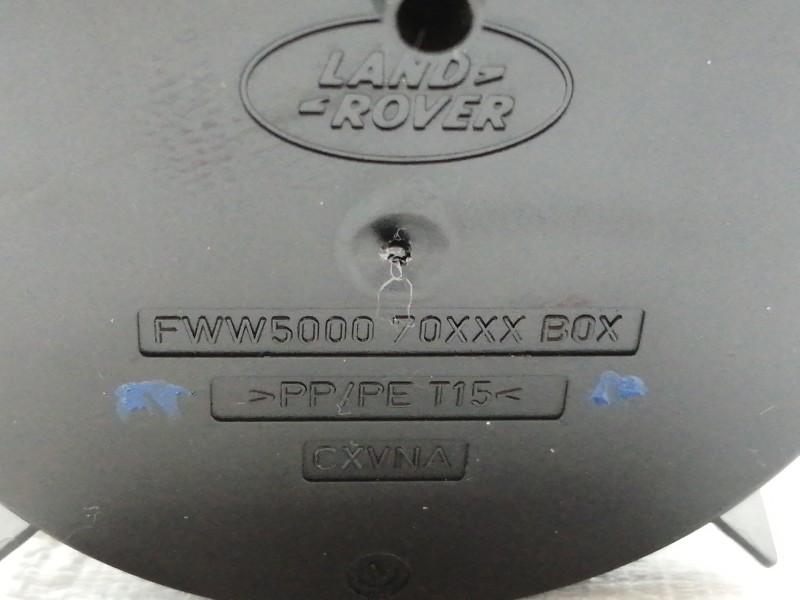 LAND
ROVER
FWW5000 70XXX BOX
>PP/PE T15<
CXVNA